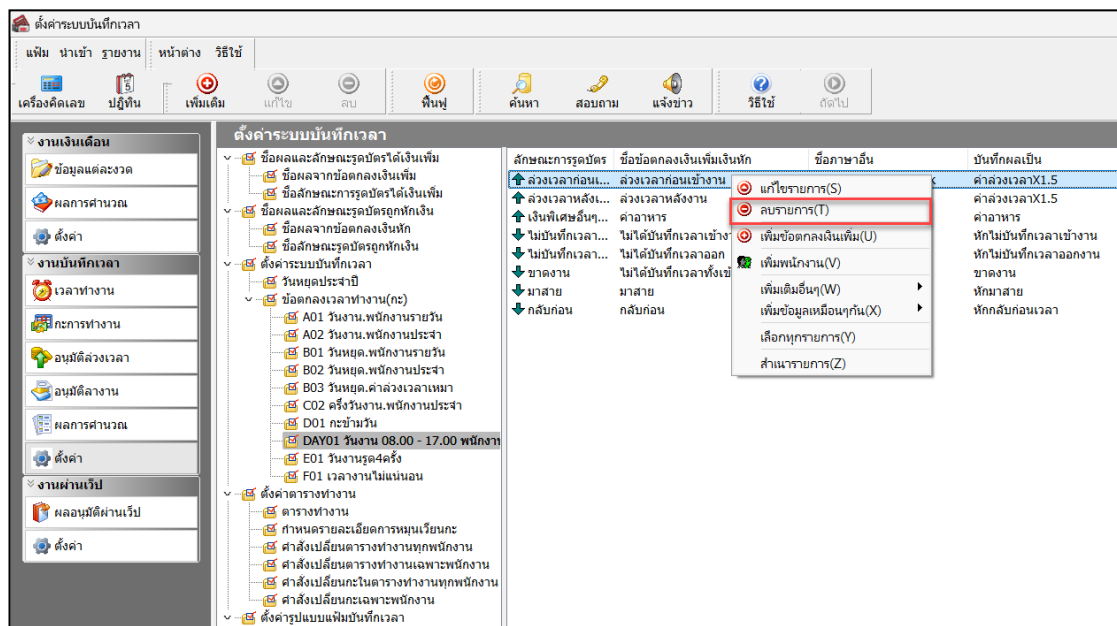 ตั้งค่าระบบบันทึกเวลา
แฟ้ม นำเข้า รายงาน หน้าต่าง วิธีใช้
เครื่องคิดเลข ปฏิทิน เพิ่มเติม แก้ไข ลบ ฟื้นฟู ค้นหา สอบถาม แจ้งข่าว วิธีใช้ ถัดไป
งานเงินเดือน
ข้อมูลแต่ละงวด
ผลการคำนวณ
ตั้งค่า
งานบันทึกเวลา
เวลาทำงาน
กะการทำงาน
อนุมัติล่วงเวลา
อนุมัติลางาน
ผลการคำนวณ
ตั้งค่า
งานผ่านเว็ป
ผลอนุมัติผ่านเว็ป
ตั้งค่า
ตั้งค่าระบบบันทึกเวลา
ชื่อผลและลักษณะรูดบัตรได้เงินเพิ่ม
ชื่อผลจากข้อตกลงเงินเพิ่ม
ชื่อลักษณะการรูดบัตรได้เงินเพิ่ม
ชื่อผลและลักษณะรูดบัตรถูกหักเงิน
ชื่อผลจากข้อตกลงเงินหัก
ชื่อลักษณะรูดบัตรถูกหักเงิน
ตั้งค่าระบบบันทึกเวลา
วันหยุดประจำปี
ข้อตกลงเวลาทำงาน(กะ)
A01 วันงาน.พนักงานรายวัน
A02 วันงาน.พนักงานประจำ
B01 วันหยุด.พนักงานรายวัน
B02 วันหยุด.พนักงานประจำ
B03 วันหยุด.ค่าล่วงเวลาเหมา
C02 ครึ่งวันงาน.พนักงานประจำ
D01 กะข้ามวัน
DAY01 วันงาน 08.00 - 17.00 พนักงา
E01 วันงานรูด4ครั้ง
F01 เวลางานไม่แน่นอน
ตั้งค่าตารางทำงาน
ตารางทำงาน
กำหนดรายละเอียดการหมุนเวียนกะ
คำสั่งเปลี่ยนตารางทำงานทุกพนักงาน
คำสั่งเปลี่ยนตารางทำงานเฉพาะพนักงาน
คำสั่งเปลี่ยนกะในตารางทำงานทุกพนักงาน
คำสั่งเปลี่ยนกะเฉพาะพนักงาน
ตั้งค่ารูปแบบแฟ้มบันทึกเวลา
ลักษณะการรูดบัตร ชื่อข้อตกลงเงินเพิ่มเงินหัก ชื่อภาษาอื่น บันทึกผลเป็น
ล่วงเวลาก่อนเ... ล่วงเวลาก่อนเข้างาน ค่าล่วงเวลาX1.5
ล่วงเวลาหลังเ... ล่วงเวลาหลังงาน ค่าล่วงเวลาX1.5
เงินพิเศษอื่นๆ... ค่าอาหาร ค่าอาหาร
ไม่บันทึกเวลา... ไม่ได้บันทึกเวลาเข้างา หักไม่บันทึกเวลาเข้างาน
ไม่บันทึกเวลา... ไม่ได้บันทึกเวลาออก หักไม่บันทึกเวลาออกงาน
ขาดงาน ไม่ได้บันทึกเวลาทั้งเข้ ขาดงาน
มาสาย มาสาย หักมาสาย
กลับก่อน กลับก่อน หักกลับก่อนเวลา
แก้ไขรายการ(S)
ลบรายการ(T)
เพิ่มข้อตกลงเงินเพิ่ม(U)
เพิ่มพนักงาน(V)
เพิ่มเติมอื่นๆ(W)
เพิ่มข้อมูลเหมือนๆกัน(X)
เลือกทุกรายการ(Y)
สำเนารายการ(Z)